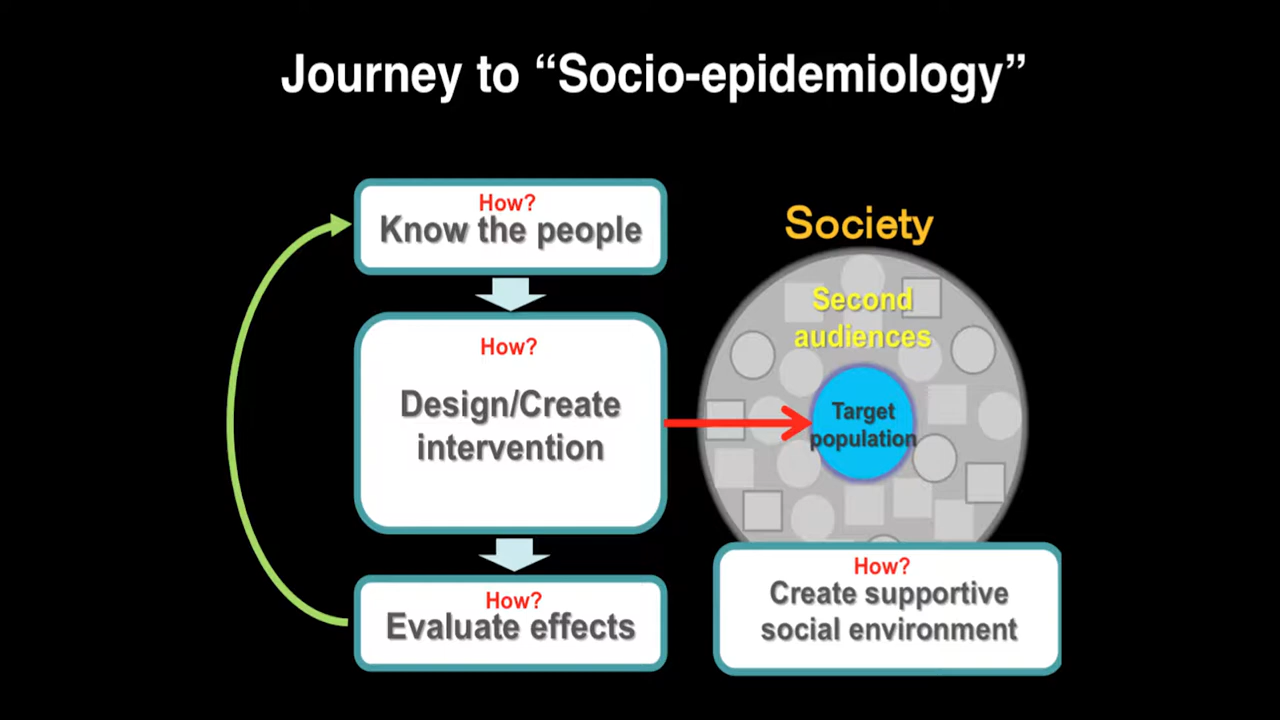 Journey to “Socio-epidemiology”
How?
Know the people
How?
Design/Create
intervention
How?
Evaluate effects
Society
Second
audiences
Target
population
How?
Create supportive
social environment